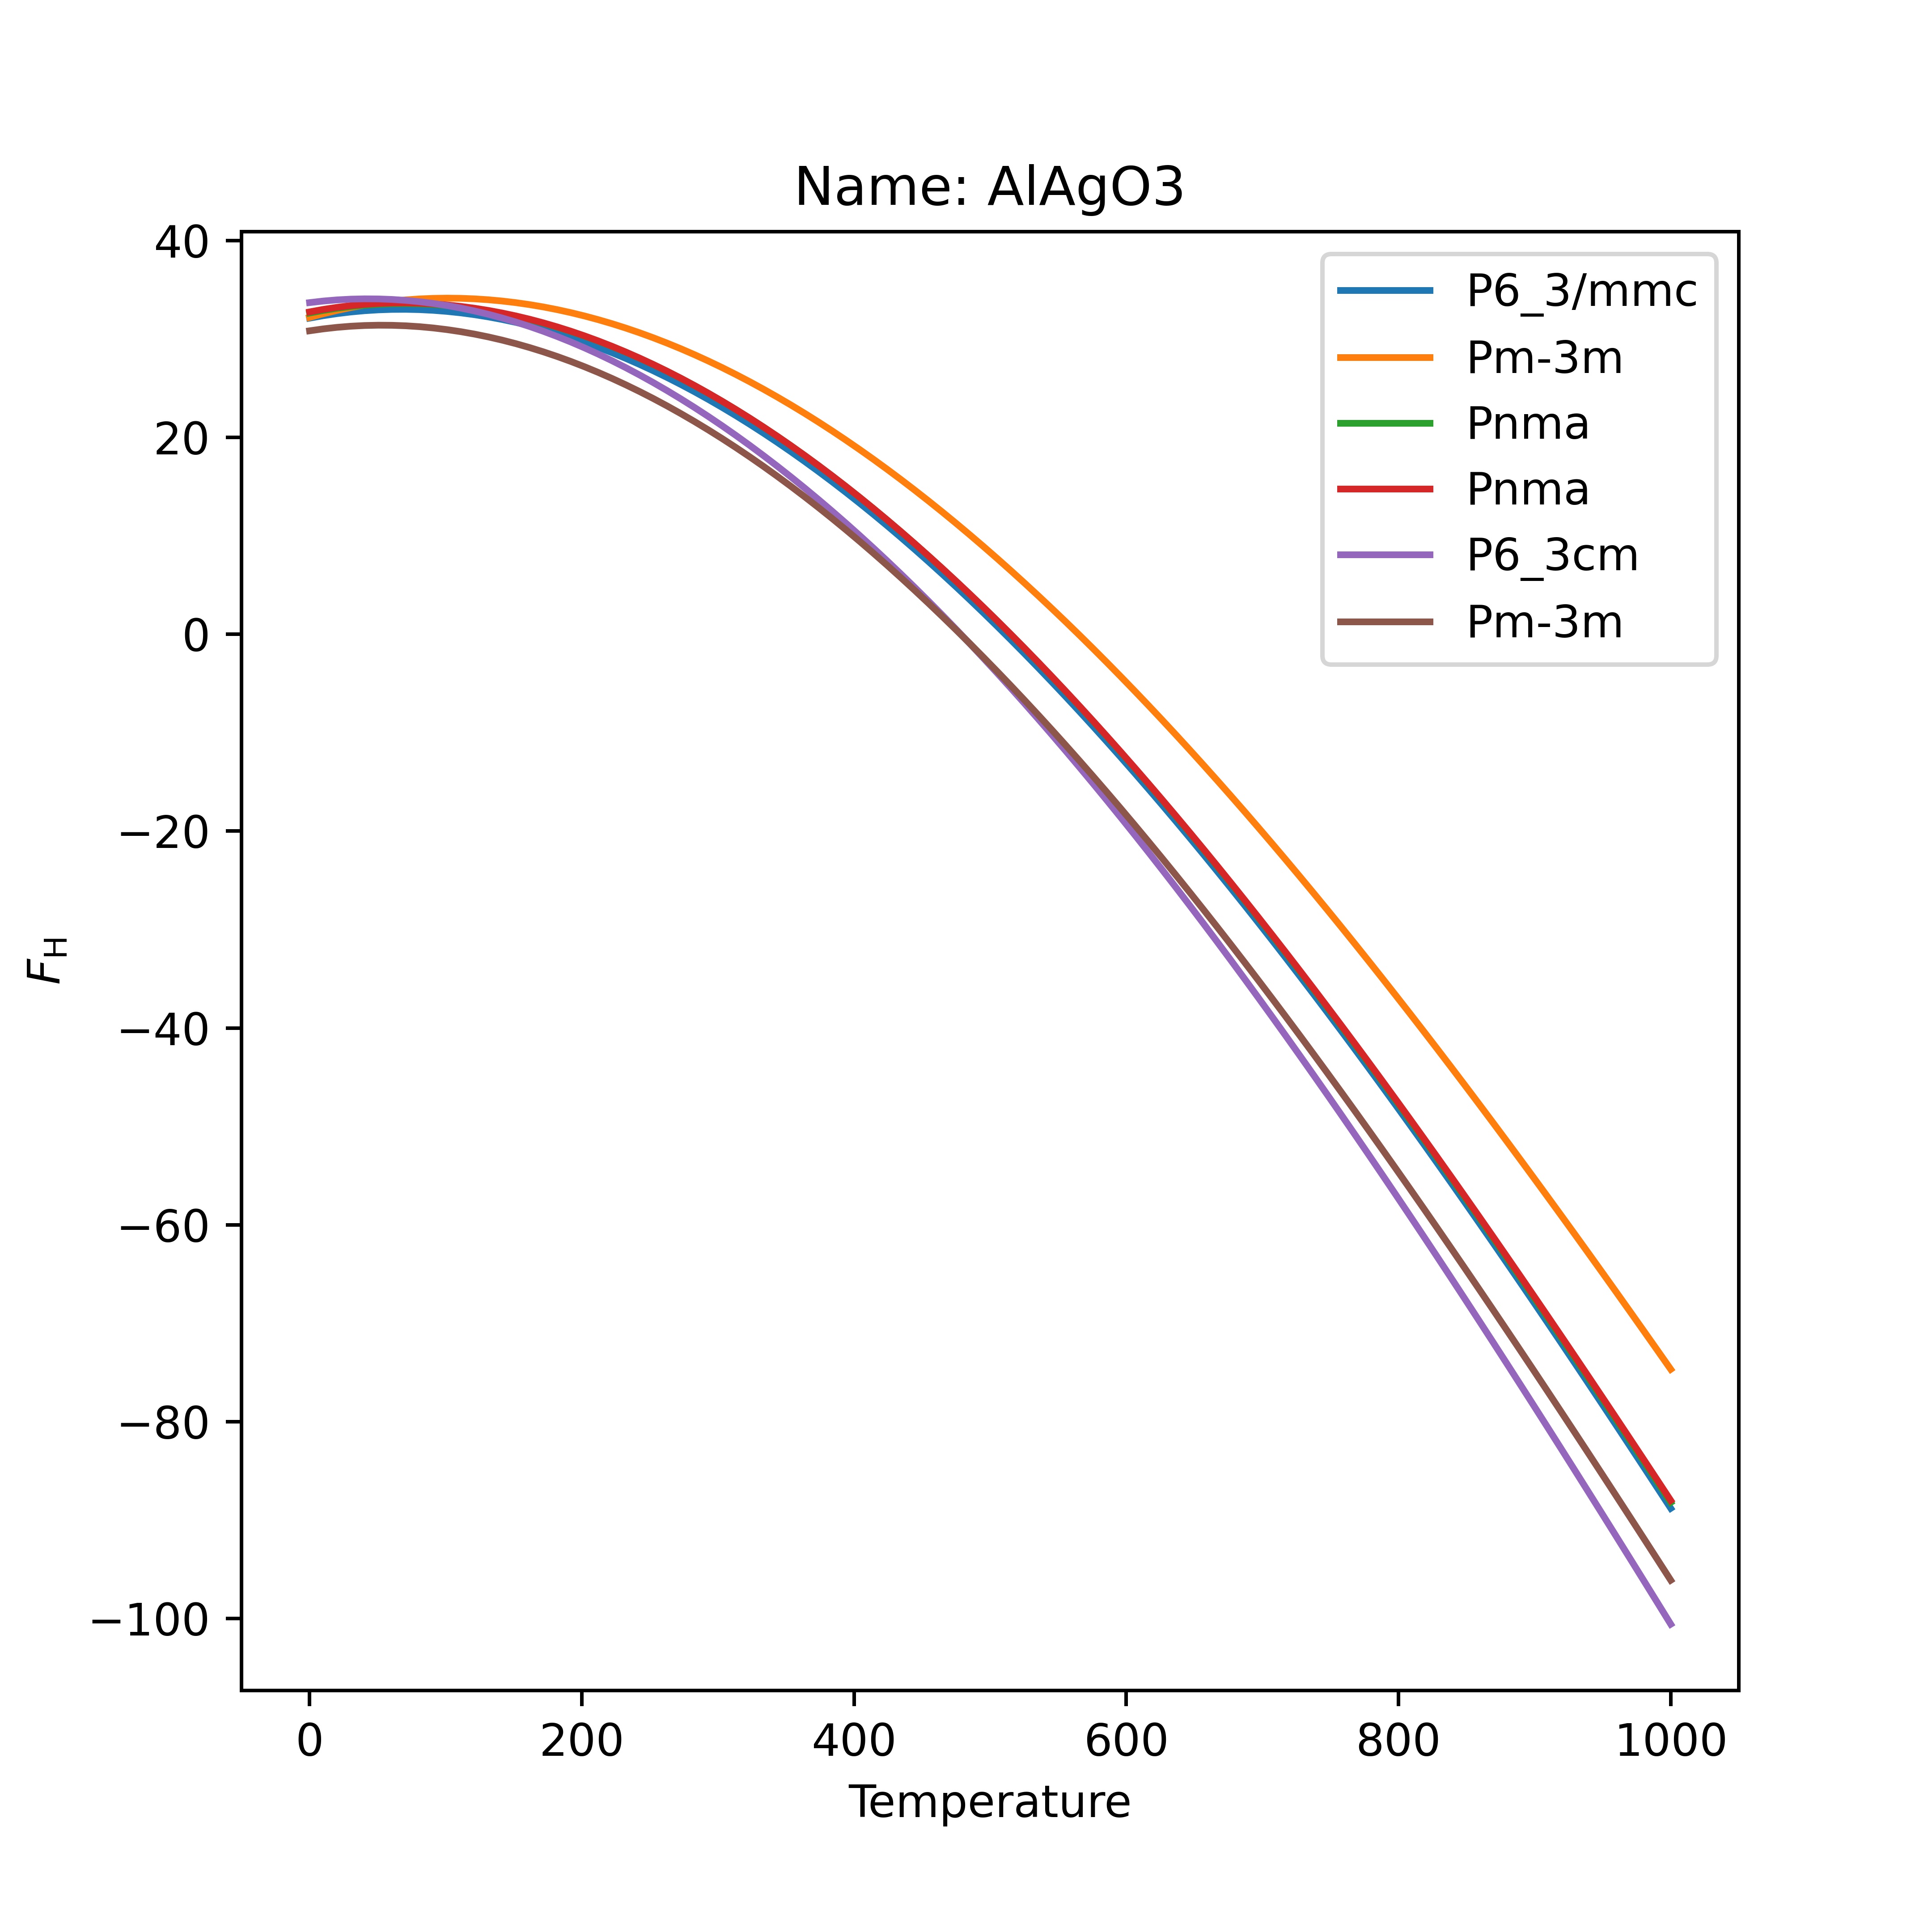 Name: AlAgO3
40
20
0
−20
−40
−60
−80
−100
F_H
P6_3/mmc
Pm-3m
Pnma
Pnma
P6_3cm
Pm-3m
0 200 400 600 800 1000
Temperature